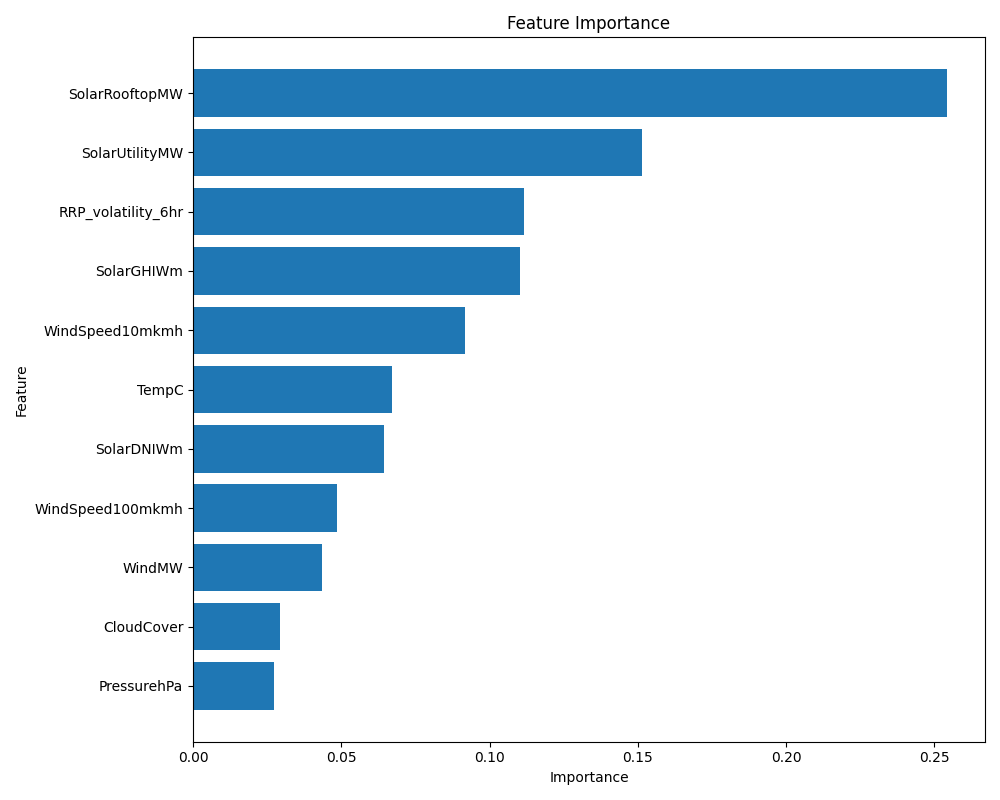 Feature Importance
SolarRooftopMW
SolarUtilityMW
RRP_volatility_6hr
SolarGHIWm
WindSpeed10mkmh
TempC
SolarDNIWm
WindSpeed100mkmh
WindMW
CloudCover
PressurehPa
Feature
0.00 0.05 0.10 0.15 0.20 0.25
Importance